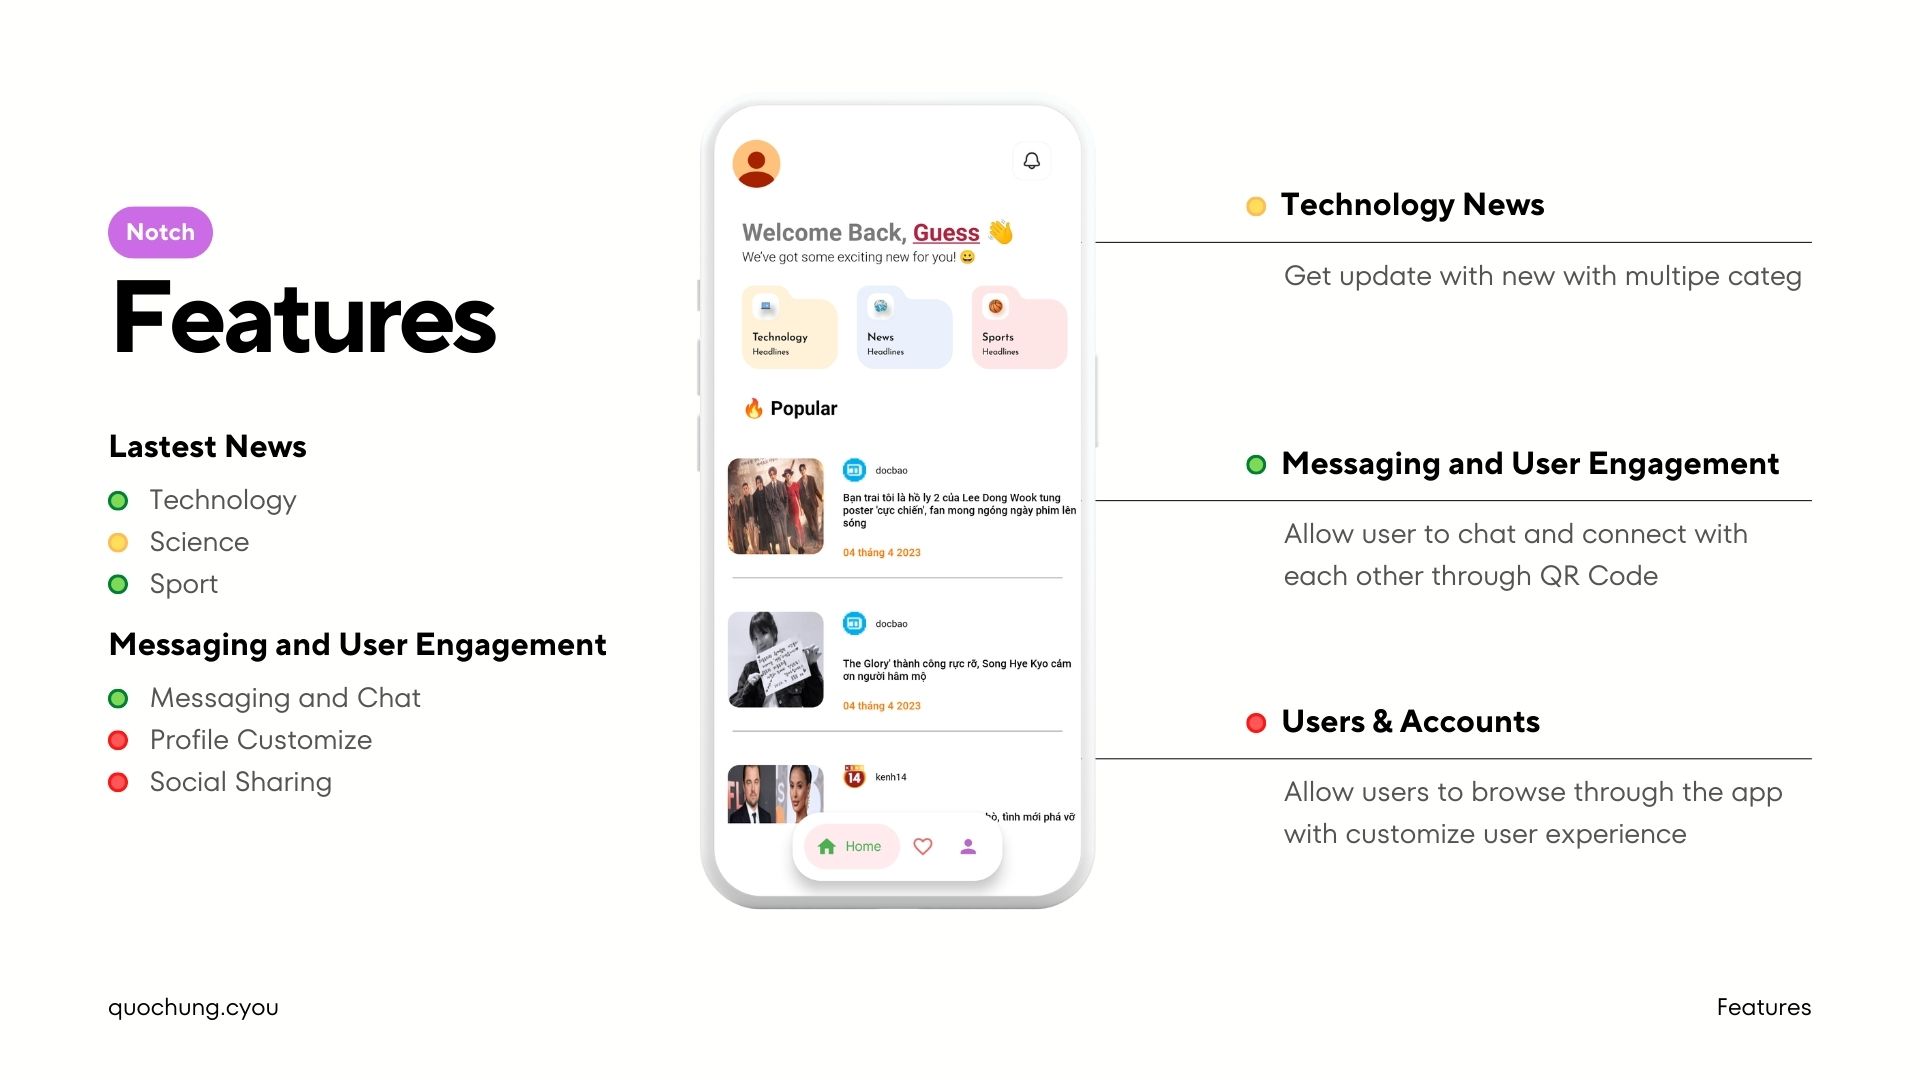 Notch
Features
Lastest News
Technology
Science
Sport
Messaging and User Engagement
Messaging and Chat
Profile Customize
Social Sharing
Welcome Back, Guess 👋
We've got some exciting new for you! 😀
Technology
Headlines
News
Headlines
Sports
Headlines
🔥 Popular
docbao
Bạn trai tôi là hồ ly 2 của Lee Dong Wook tung
poster 'cực chiến', fan mong ngóng ngày phim lên
sóng
04 tháng 4 2023
docbao
The Glory' thành công rực rỡ, Song Hye Kyo cám
ơn người hâm mộ
04 tháng 4 2023
14
kenh14
tình mới phá vỡ
Home
Technology News
Get update with new with multipe categ
Messaging and User Engagement
Allow user to chat and connect with
each other through QR Code
Users & Accounts
Allow users to browse through the app
with customize user experience
quochung.cyou
Features